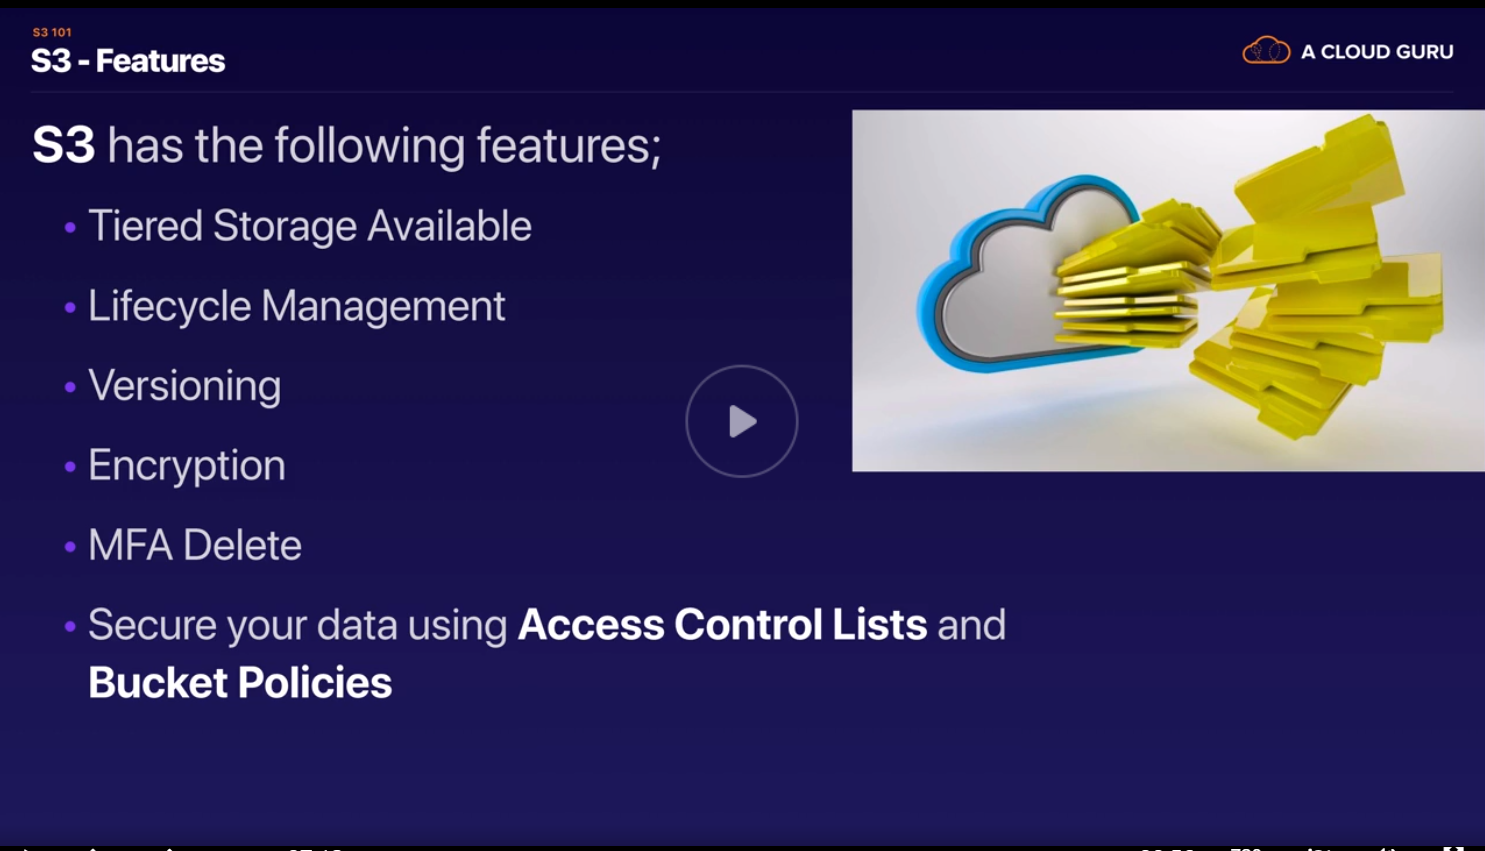 S3 101
S3 - Features
A CLOUD GURU
S3 has the following features;
• Tiered Storage Available
• Lifecycle Management
• Versioning
• Encryption
• MFA Delete
• Secure your data using Access Control Lists and
Bucket Policies